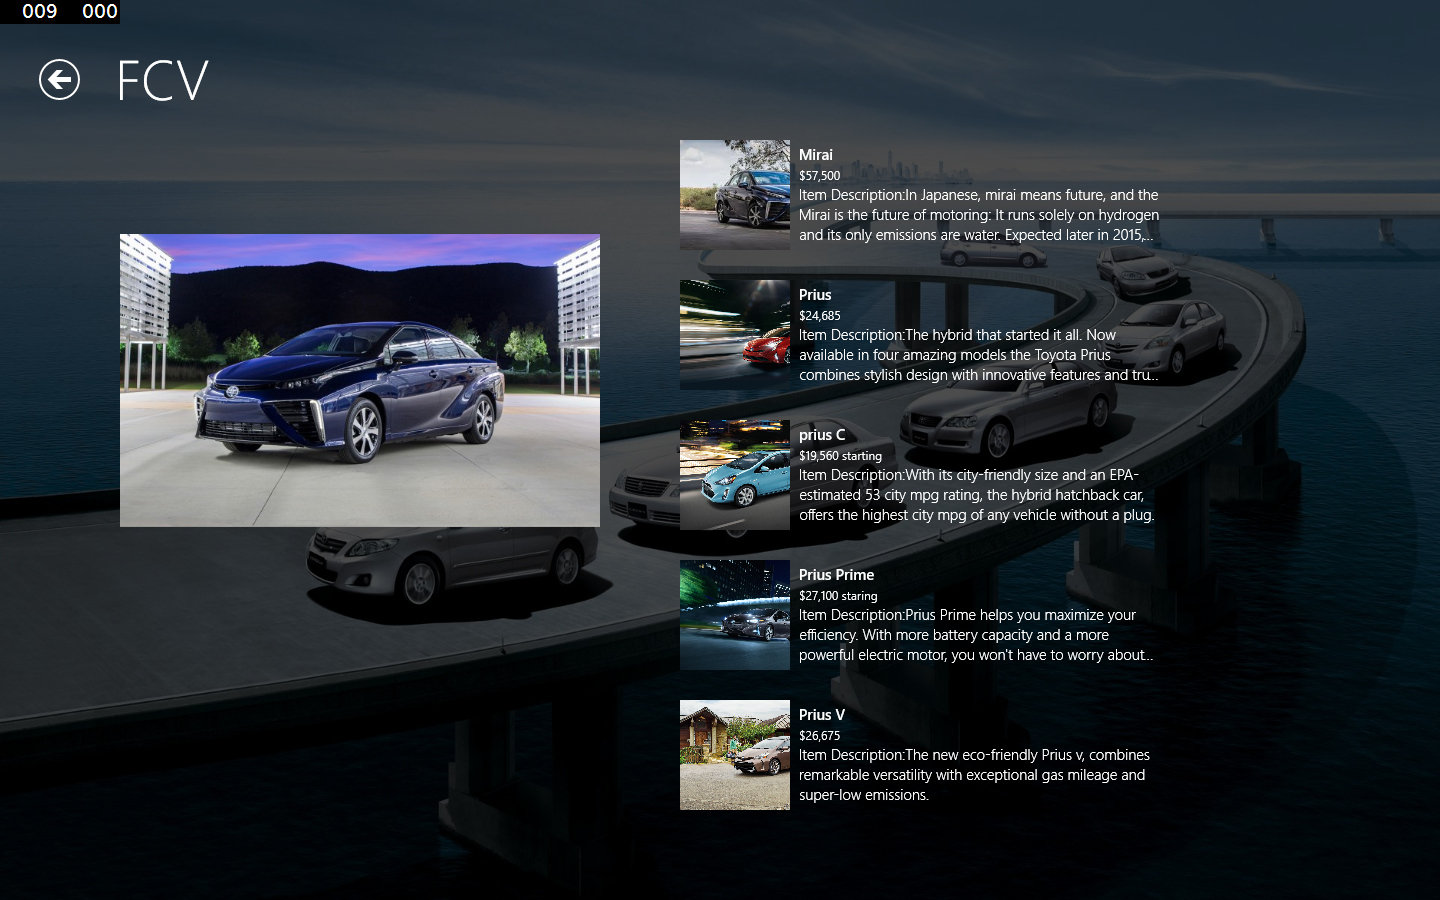 009 000
FCV
Mirai
$57,500
Item Description:In Japanese, mirai means future, and the
Mirai is the future of motoring: It runs solely on hydrogen
and its only emissions are water. Expected later in 2015,...
Prius
$24,685
Item Description:The hybrid that started it all. Now
available in four amazing models the Toyota Prius
combines stylish design with innovative features and tru...
prius C
$19,560 starting
Item Description:With its city-friendly size and an EPA-
estimated 53 city mpg rating, the hybrid hatchback car,
offers the highest city mpg of any vehicle without a plug.
Prius Prime
$27,100 staring
Item Description:Prius Prime helps you maximize your
efficiency. With more battery capacity and a more
powerful electric motor, you won't have to worry about...
Prius V
$26,675
Item Description:The new eco-friendly Prius v, combines
remarkable versatility with exceptional gas mileage and
super-low emissions.